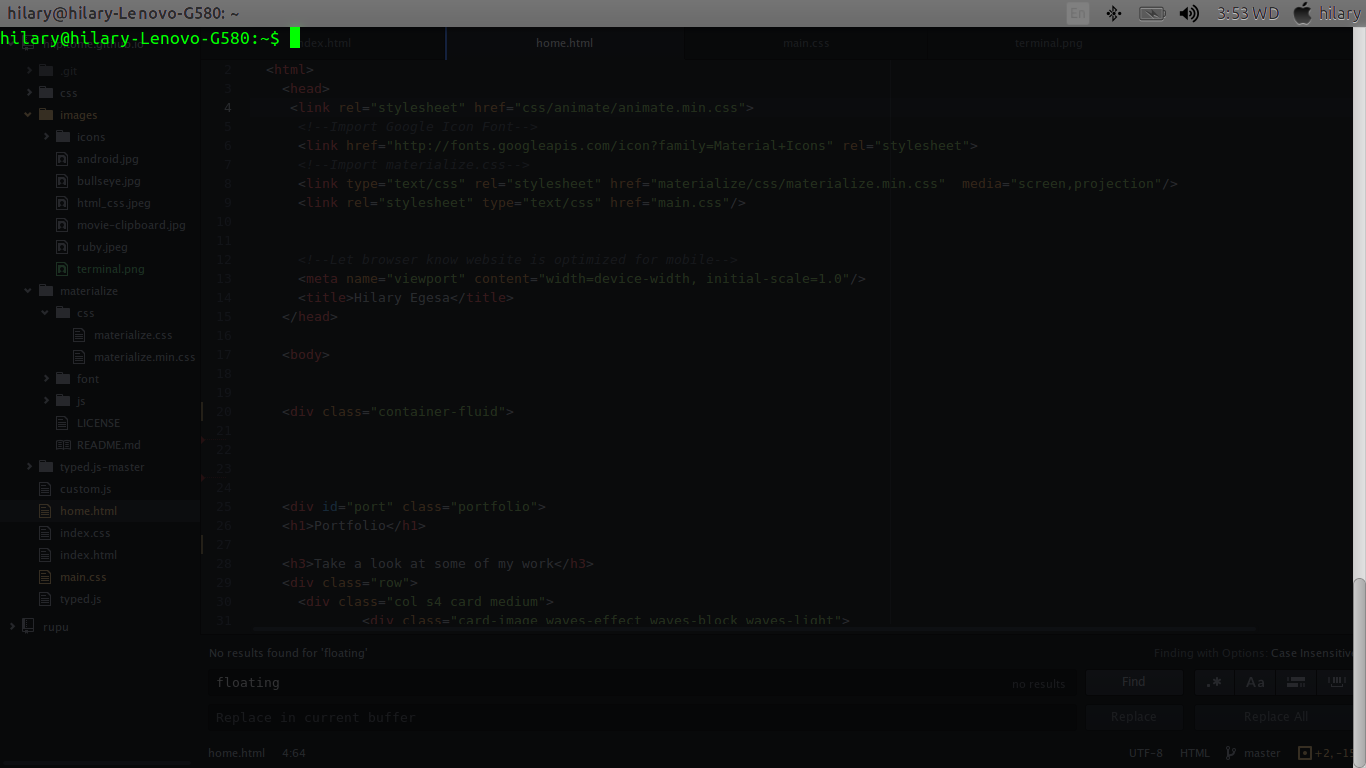 hilary@hilary-Lenovo-G580: ~
En
3:53 WD
hilary
hilary@hilary-Lenovo-G580:~$
home.html
main.css
terminal.png
.git
css
images
icons
android.jpg
bullseye.jpg
html_css.jpeg
movie-clipboard.jpg
ruby.jpeg
terminal.png
materialize
css
materialize.css
materialize.min.css
font
js
LICENSE
README.md
typed.js-master
custom.js
home.html
index.css
index.html
main.css
typed.js
rupu
2 <html>
3 <head>
4 <link rel="stylesheet" href="css/animate/animate.min.css">
5 <!--Import Google Icon Font-->
6 <link href="http://fonts.googleapis.com/icon?family=Material+Icons" rel="stylesheet">
7 <!--Import materialize.css-->
8 <link type="text/css" rel="stylesheet" href="materialize/css/materialize.min.css"  media="screen,projection"/>
9 <link rel="stylesheet" type="text/css" href="main.css"/>
10
11
12 <!--Let browser know website is optimized for mobile-->
13 <meta name="viewport" content="width=device-width, initial-scale=1.0"/>
14 <title>Hilary Egesa</title>
15 </head>
16
17 <body>
18
19
20 <div class="container-fluid">
21
22
23
24
25 <div id="port" class="portfolio">
26 <h1>Portfolio</h1>
27
28 <h3>Take a look at some of my work</h3>
29 <div class="row">
30 <div class="col s4 card medium">
31 <div class="card-image waves-effect waves-block waves-light">
No results found for 'floating'
Finding with Options: Case Insensitive
floating
no results
Find
.*
Aa
Replace in current buffer
Replace
Replace All
home.html
4:64
UTF-8
HTML
master